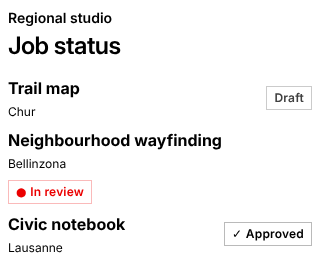 Regional studio
Job status
Trail map
Draft
Chur
Neighbourhood wayfinding
Bellinzona
● In review
Civic notebook
✓ Approved
Lausanne